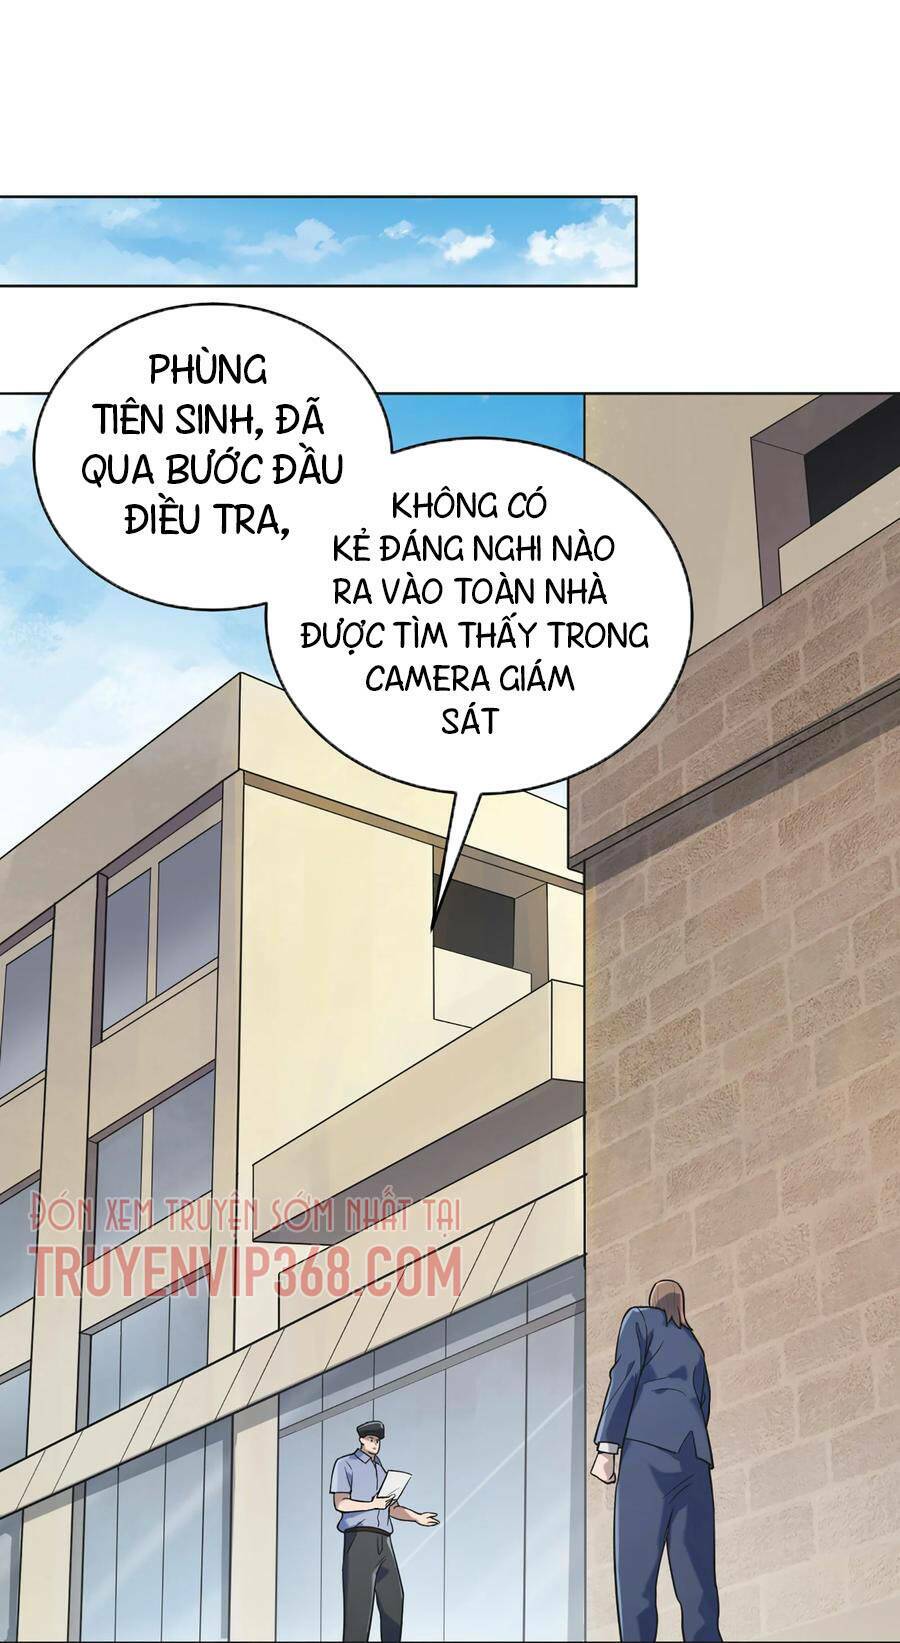 PHÙNG
TIÊN SINH, ĐÃ
QUA BƯỚC ĐẦU
ĐIỀU TRA,
KHÔNG CÓ
KẺ ĐÁNG NGHI NÀO
RA VÀO TOÀN NHÀ
ĐƯỢC TÌM THẤY TRONG
CAMERA GIÁM
SÁT
ĐÓN XEM TRUYỆN SỚM NHẤT TẠI
TRUYENVIP368.COM